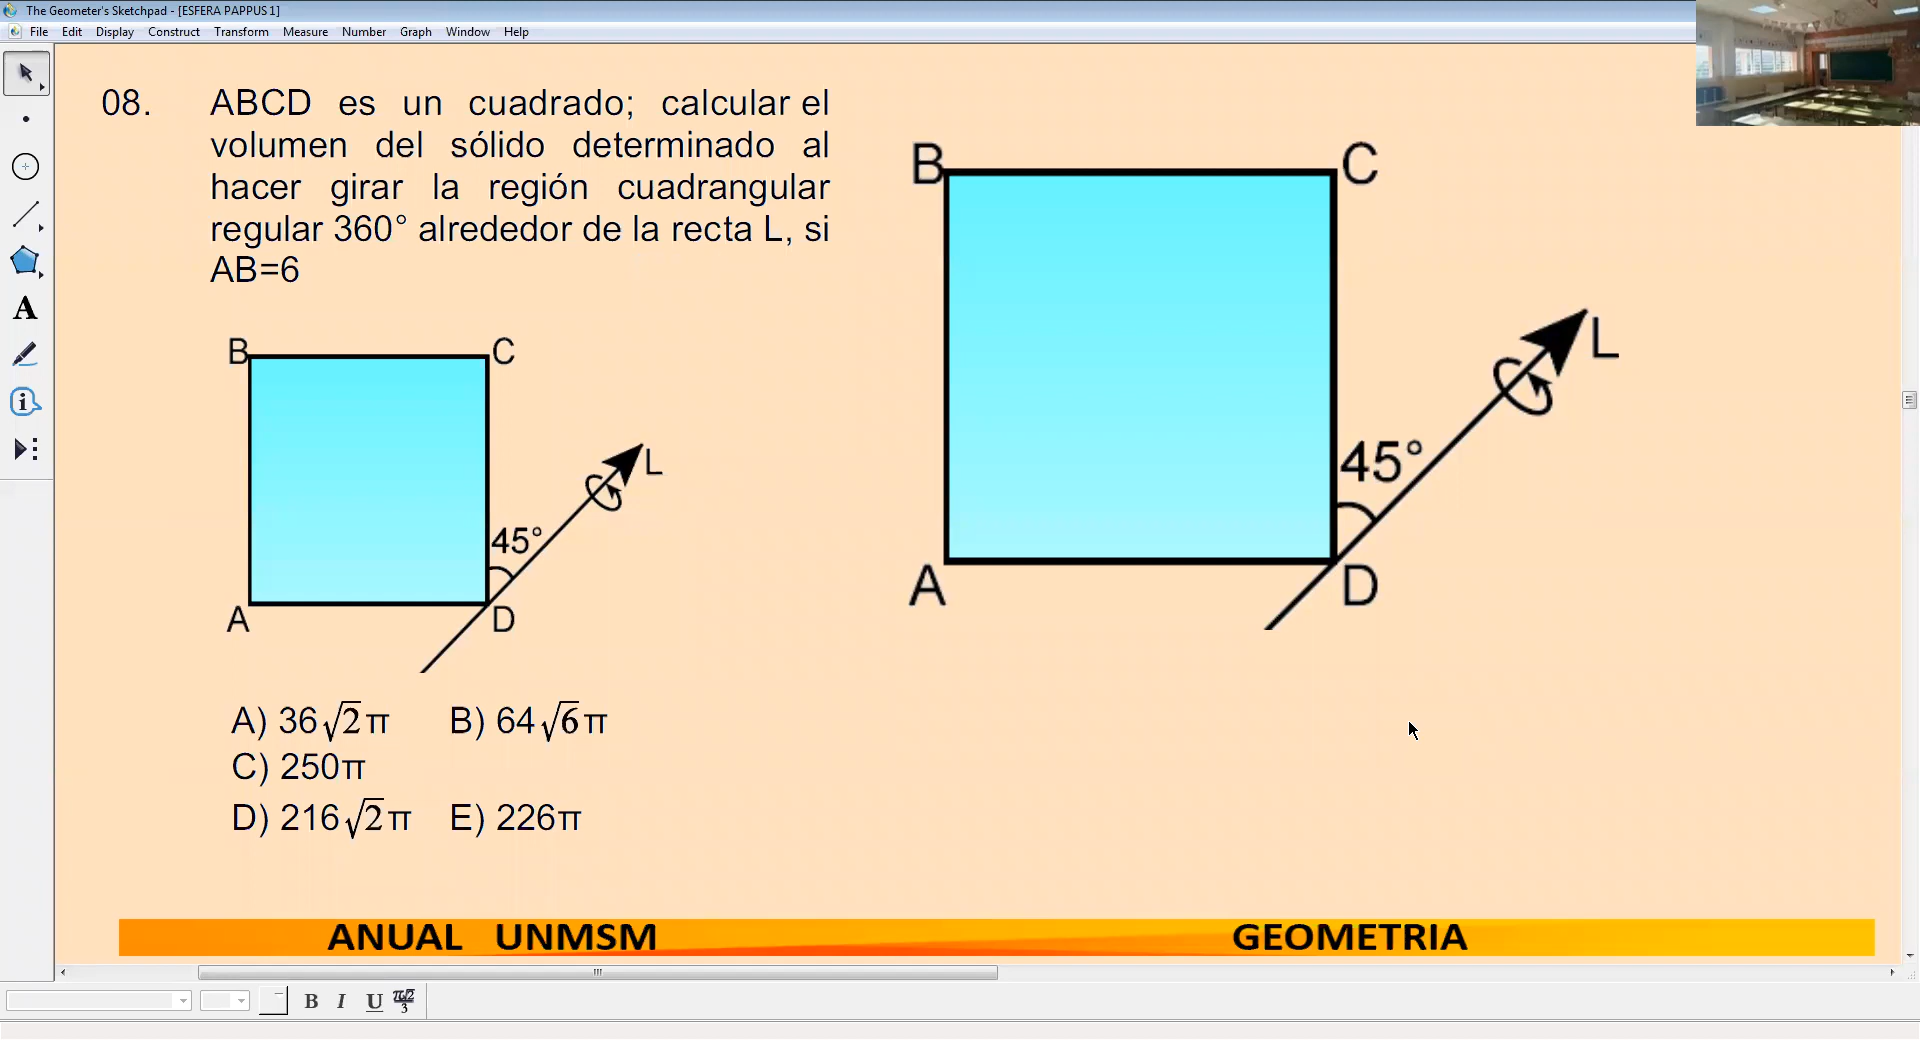 The Geometer's Sketchpad - [ESFERA PAPPUS 1]
File Edit Display Construct Transform Measure Number Graph Window Help
08. ABCD es un cuadrado; calcular el
volumen del sólido determinado al
hacer girar la región cuadrangular
regular 360° alrededor de la recta L, si
AB=6
B C
L
45°
A D
B C
L
45°
A D
A) 36√2π B) 64√6π
C) 250π
D) 216√2π E) 226π
ANUAL UNMSM GEOMETRIA
B I U